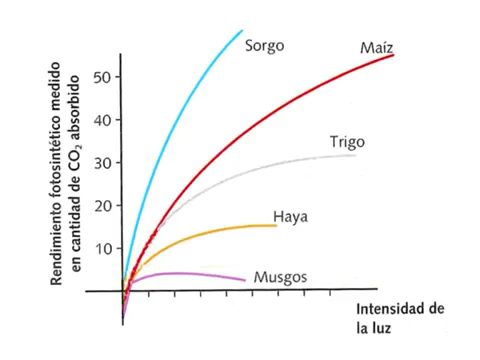 Sorgo
Maíz
Trigo
Haya
Musgos
Rendimiento fotosintético medido
en cantidad de CO₂ absorbido
50
40
30
20
10
Intensidad de
la luz